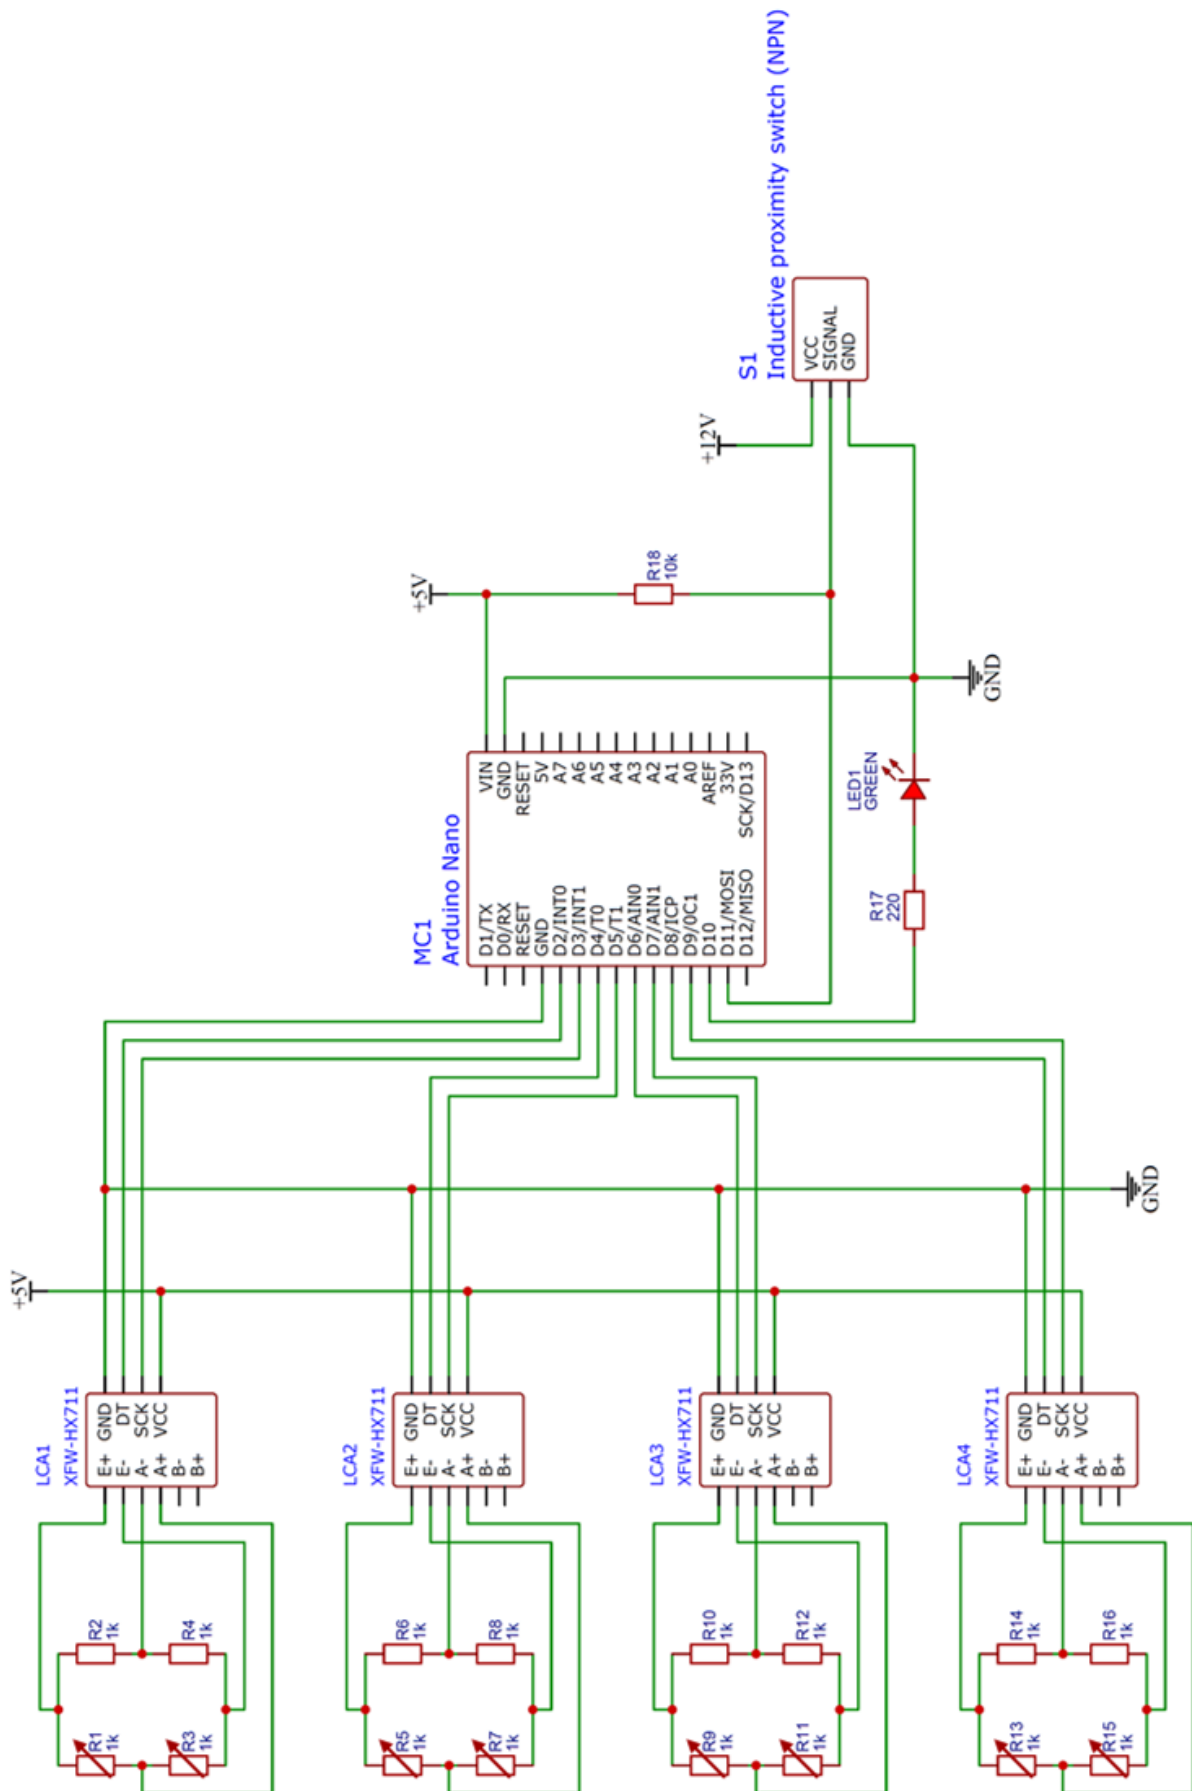 +5V
LCA1
XFW-HX711
E+ GND
E- DT
A- SCK
A+ VCC
B-
B+
R1
1k
R2
1k
R3
1k
R4
1k
LCA2
XFW-HX711
E+ GND
E- DT
A- SCK
A+ VCC
B-
B+
R5
1k
R6
1k
R7
1k
R8
1k
LCA3
XFW-HX711
E+ GND
E- DT
A- SCK
A+ VCC
B-
B+
R9
1k
R10
1k
R11
1k
R12
1k
LCA4
XFW-HX711
E+ GND
E- DT
A- SCK
A+ VCC
B-
B+
R13
1k
R14
1k
R15
1k
R16
1k
GND
MC1
Arduino Nano
D1/TX VIN
D0/RX GND
RESET RESET
GND 5V
D2/INT0 A7
D3/INT1 A6
D4/T0 A5
D5/T1 A4
D6/AIN0 A3
D7/AIN1 A2
D8/ICP A1
D9/0C1 A0
D10 AREF
D11/MOSI 33V
D12/MISO SCK/D13
+5V
R18
10k
R17
220
LED1
GREEN
GND
+12V
S1
Inductive proximity switch (NPN)
VCC
SIGNAL
GND